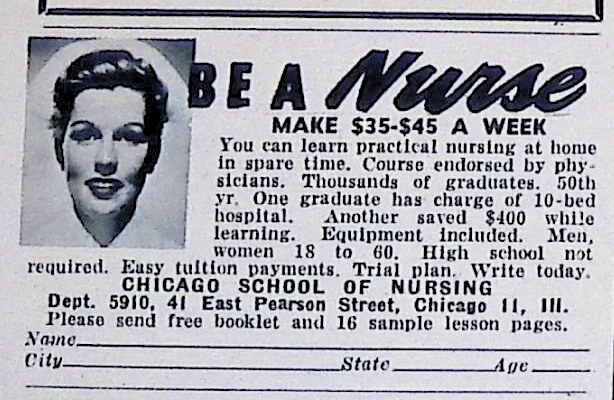 BE A Nurse
MAKE $35-$45 A WEEK
You can learn practical nursing at home
in spare time. Course endorsed by phy-
sicians. Thousands of graduates. 50th
yr. One graduate has charge of 10-bed
hospital. Another saved $400 while
learning. Equipment included. Men,
women 18 to 60. High school not
required. Easy tuition payments. Trial plan. Write today.
CHICAGO SCHOOL OF NURSING
Dept. 5910, 41 East Pearson Street, Chicago 11, Ill.
Please send free booklet and 16 sample lesson pages.
Name
City State Age